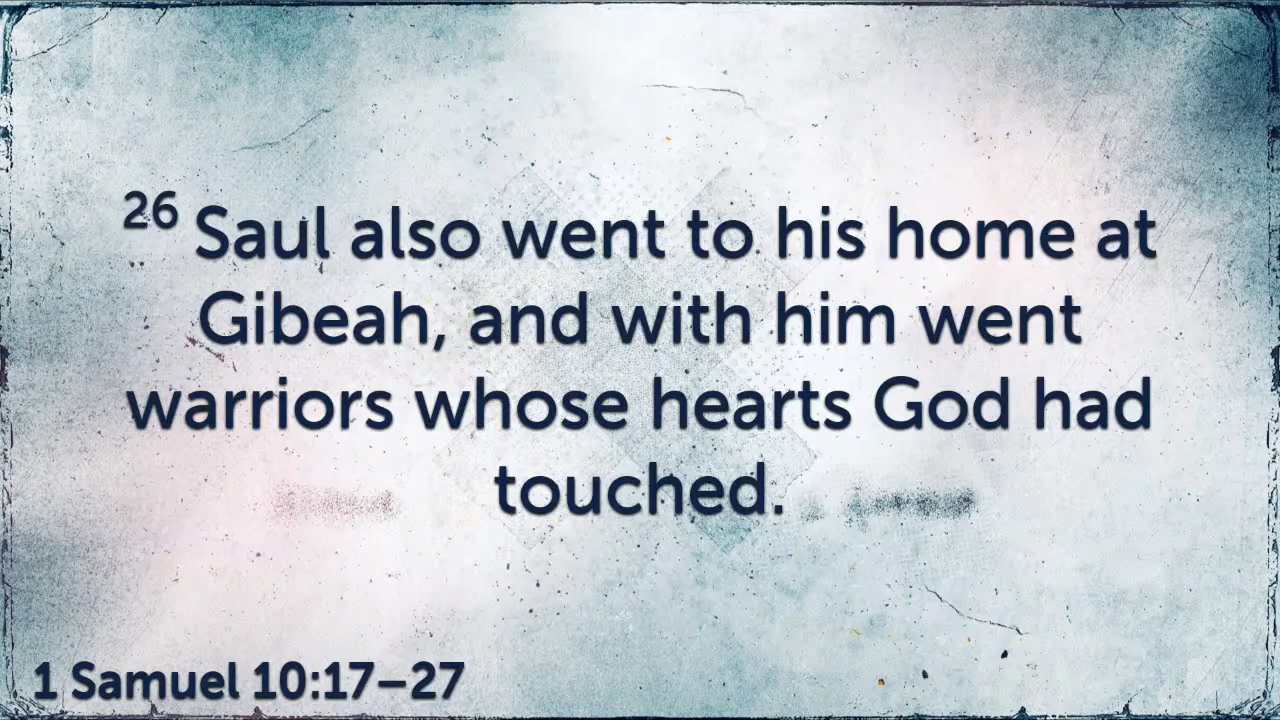 26 Saul also went to his home at
Gibeah, and with him went
warriors whose hearts God had
touched.
1 Samuel 10:17–27